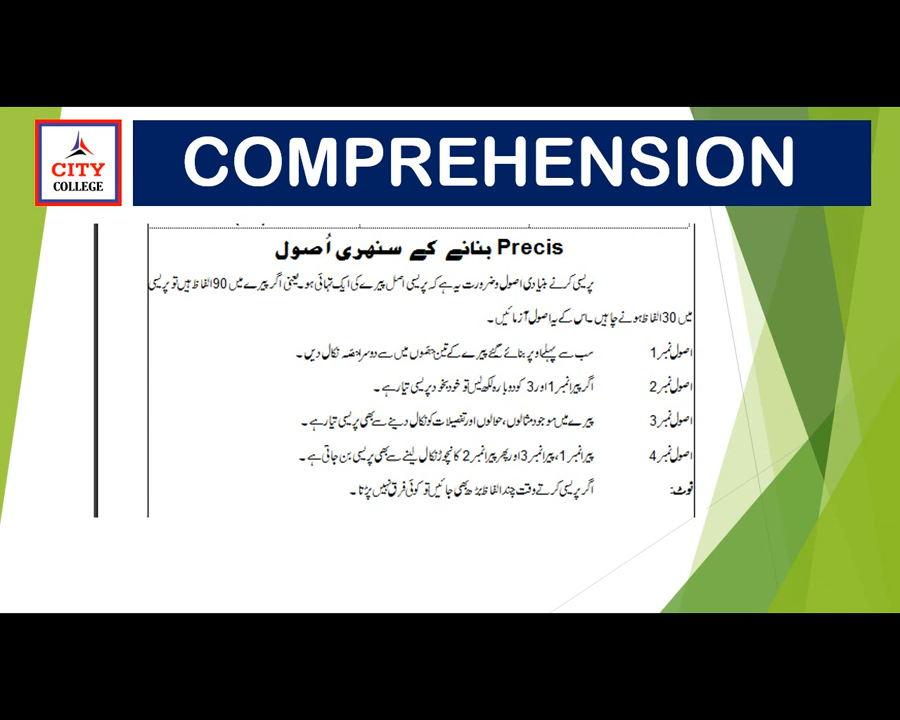 CITY
COLLEGE
COMPREHENSION
Precis بنانے کے سنہری اُصول
پریسی کرنے بنیادی اصول و ضرورت یہ ہے کہ پریسی اصل پیرے کی ایک تہائی ہو۔ یعنی اگر پیرے میں 90 الفاظ ہیں تو پریسی
میں 30 الفاظ ہونے چاہیں۔ اس کے یہ اصول آزمائیں۔
اصول نمبر 1 سب سے پہلے اوپر بنائے گئے پیرے کے تین حصّوں میں سے دوسرا حصّہ نکال دیں۔
اصول نمبر 2 اگر پیرا نمبر 1 اور 3 کو دوبارہ لکھ لیں تو خود بخود پریسی تیار ہے۔
اصول نمبر 3 پیرے میں موجود مثالوں، حوالوں اور تفصیلات کو نکال دینے سے بھی پریسی تیار ہے۔
اصول نمبر 4 پیرا نمبر 1، پیرا نمبر 3 اور پھر پیرا نمبر 2 کا نچوڑ نکال لینے سے بھی پریسی بن جاتی ہے۔
نوٹ: اگر پریسی کرتے وقت چند الفاظ بڑھ بھی جائیں تو کوئی فرق نہیں پڑتا۔